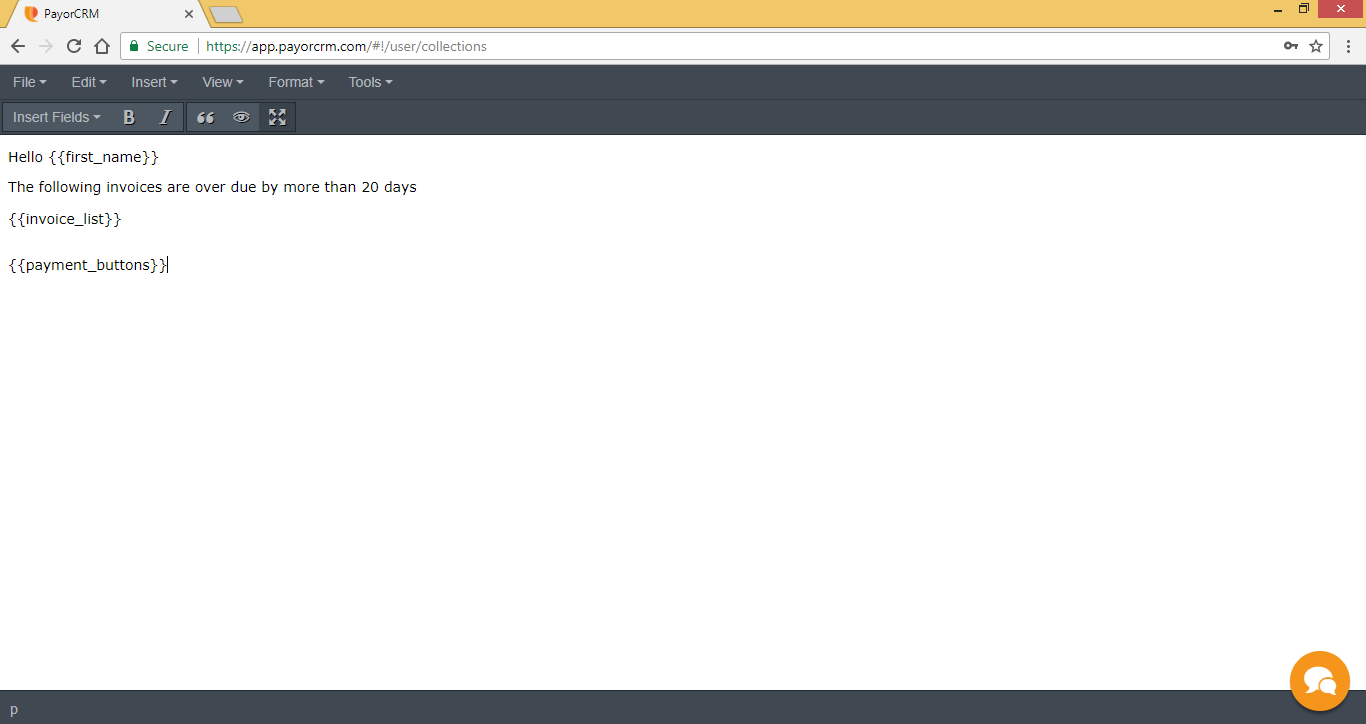 PayorCRM
Secure https://app.payorcrm.com/#!/user/collections
File Edit Insert View Format Tools
Insert Fields B I
Hello {{first_name}}
The following invoices are over due by more than 20 days
{{invoice_list}}
{{payment_buttons}}
p